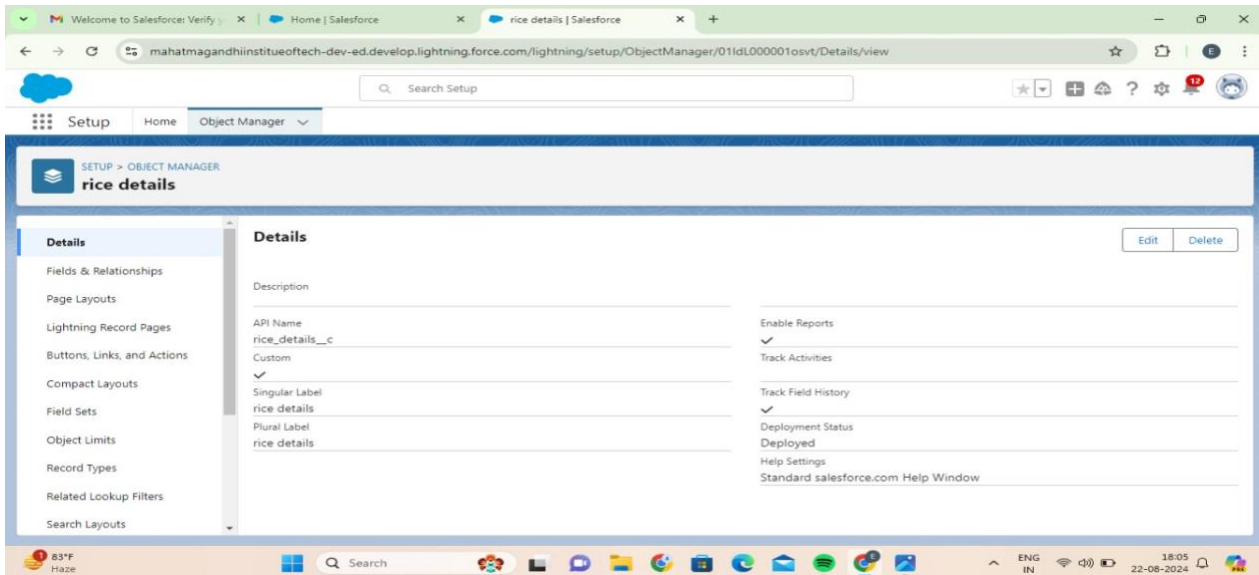 Welcome to Salesforce: Verify y
Home | Salesforce
rice details | Salesforce
mahatmagandhiinstitueoftech-dev-ed.develop.lightning.force.com/lightning/setup/ObjectManager/01IdL000001osvt/Details/view
E
Search Setup
12
Setup
Home
Object Manager
SETUP > OBJECT MANAGER
rice details
Details
Fields & Relationships
Page Layouts
Lightning Record Pages
Buttons, Links, and Actions
Compact Layouts
Field Sets
Object Limits
Record Types
Related Lookup Filters
Search Layouts
Details
Edit Delete
Description
API Name
rice_details__c
Custom
Singular Label
rice details
Plural Label
rice details
Enable Reports
Track Activities
Track Field History
Deployment Status
Deployed
Help Settings
Standard salesforce.com Help Window
1
83°F
Haze
Search
ENG
IN
18:05
22-08-2024